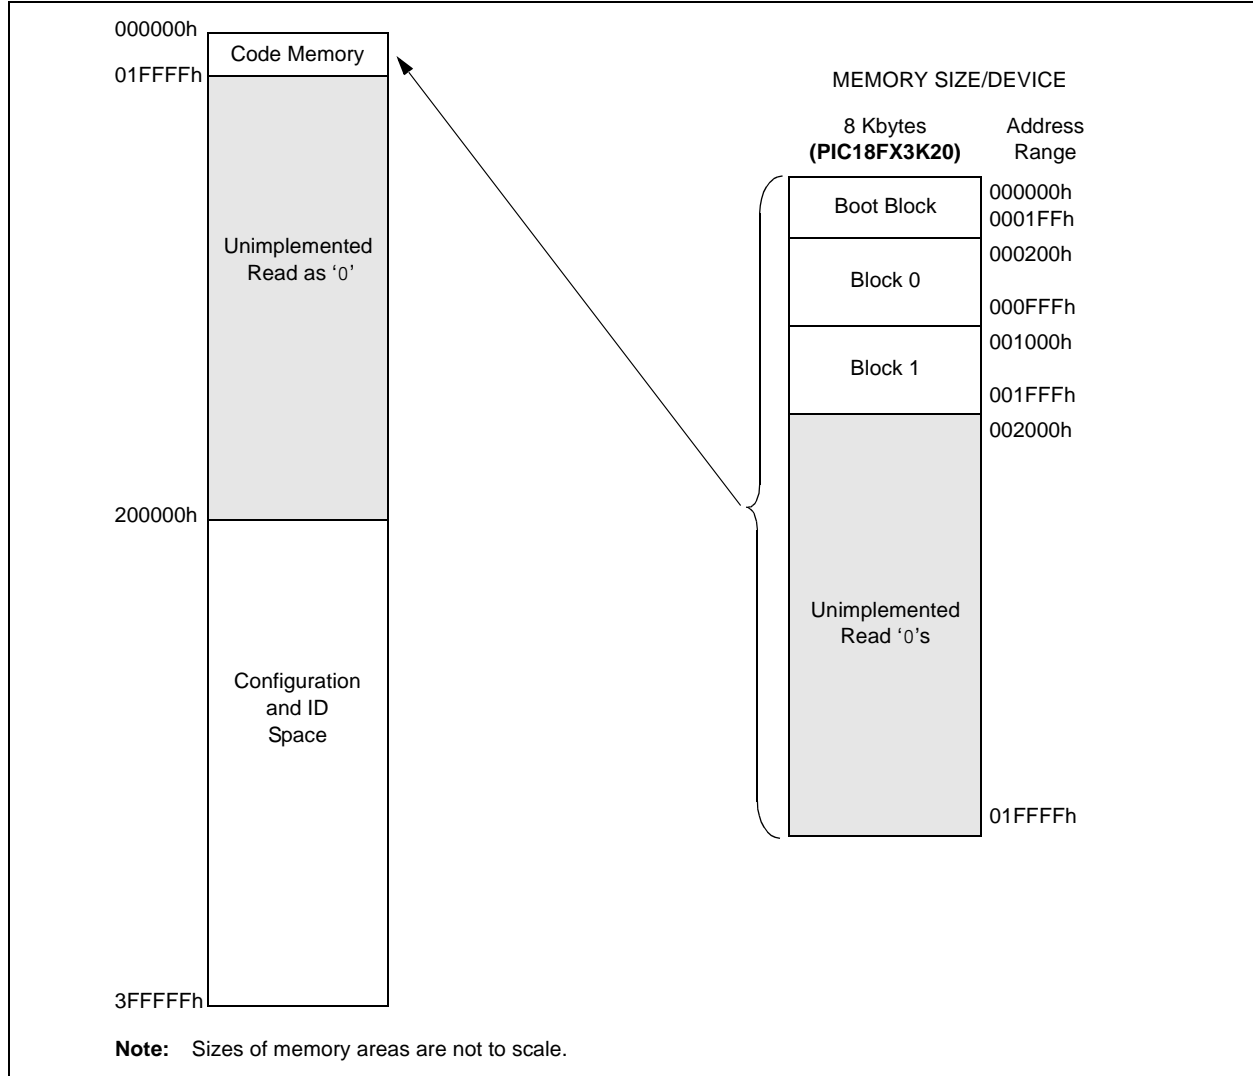 000000h
Code Memory
01FFFFh
Unimplemented
Read as ‘0’
200000h
Configuration
and ID
Space
3FFFFFh
MEMORY SIZE/DEVICE
8 Kbytes
(PIC18FX3K20)
Address
Range
Boot Block
000000h
0001FFh
Block 0
000200h
000FFFh
Block 1
001000h
001FFFh
002000h
Unimplemented
Read ‘0’s
01FFFFh
Note: Sizes of memory areas are not to scale.